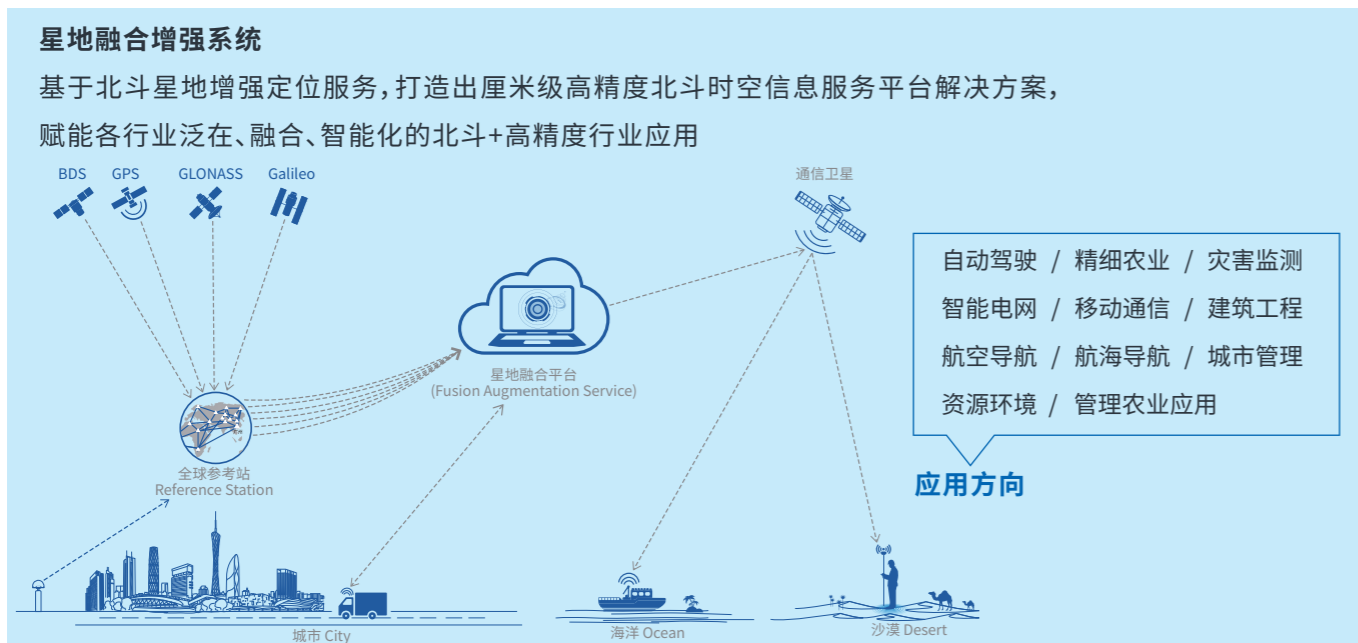 星地融合增强系统
基于北斗星地增强定位服务,打造出厘米级高精度北斗时空信息服务平台解决方案,
赋能各行业泛在、融合、智能化的北斗+高精度行业应用
BDS GPS GLONASS Galileo
通信卫星
自动驾驶 / 精细农业 / 灾害监测
智能电网 / 移动通信 / 建筑工程
航空导航 / 航海导航 / 城市管理
资源环境 / 管理农业应用
应用方向
星地融合平台
(Fusion Augmentation Service)
全球参考站
Reference Station
城市 City
海洋 Ocean
沙漠 Desert